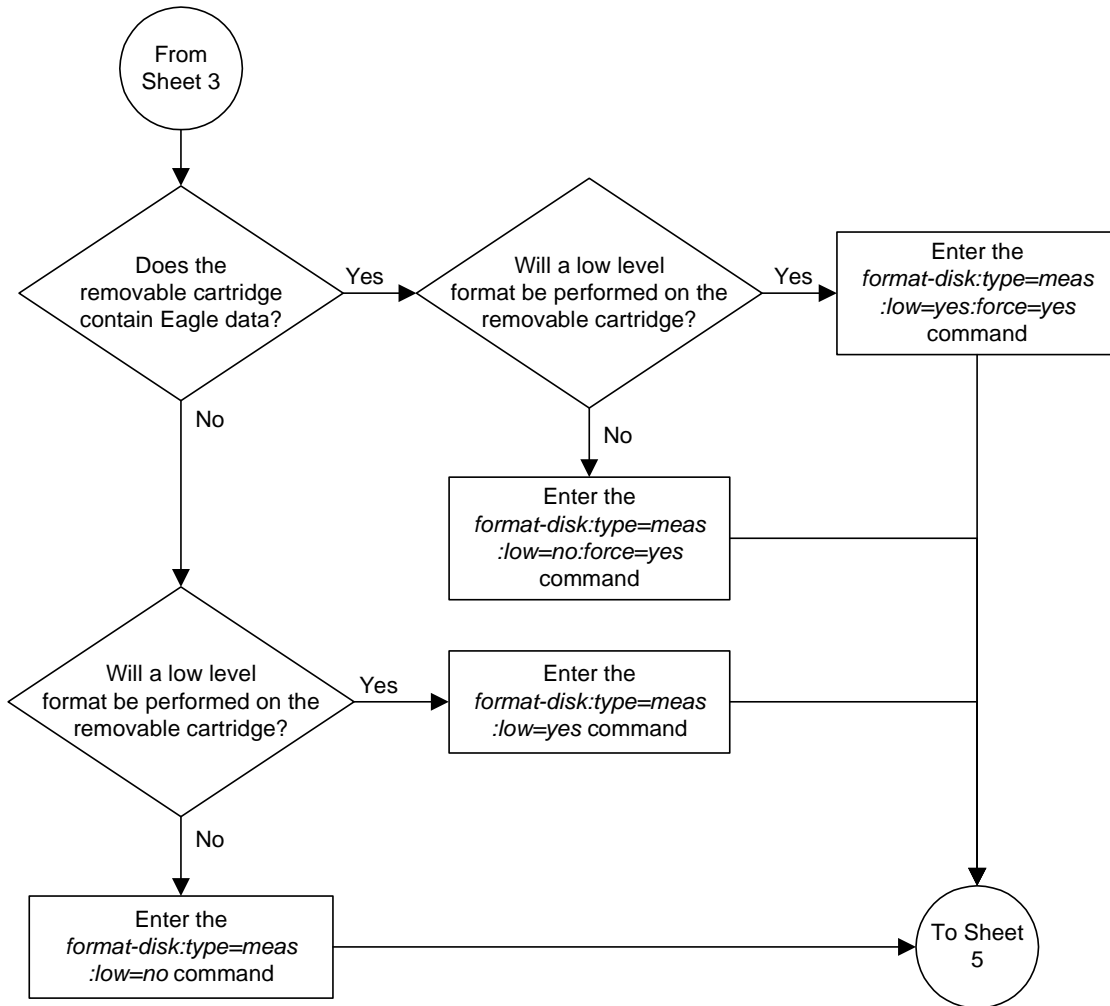 From
Sheet 3
Does the
removable cartridge
contain Eagle data?
Yes
Will a low level
format be performed on the
removable cartridge?
Yes
Enter the
format-disk:type=meas
:low=yes:force=yes
command
No
No
Enter the
format-disk:type=meas
:low=no:force=yes
command
Will a low level
format be performed on the
removable cartridge?
Yes
Enter the
format-disk:type=meas
:low=yes command
No
Enter the
format-disk:type=meas
:low=no command
To Sheet
5